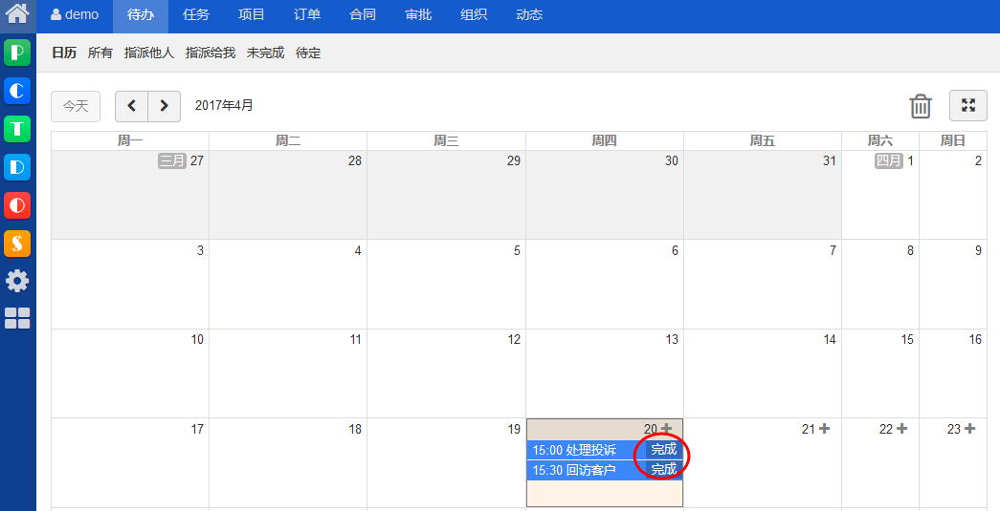 demo 待办 任务 项目 订单 合同 审批 组织 动态
日历 所有 指派他人 指派给我 未完成 待定
今天 2017年4月
周一 周二 周三 周四 周五 周六 周日
三月 27 28 29 30 31 四月 1 2
3 4 5 6 7 8 9
10 11 12 13 14 15 16
17 18 19 20 21 22 23
15:00 处理投诉 完成
15:30 回访客户 完成
P
C
T
D
O
S